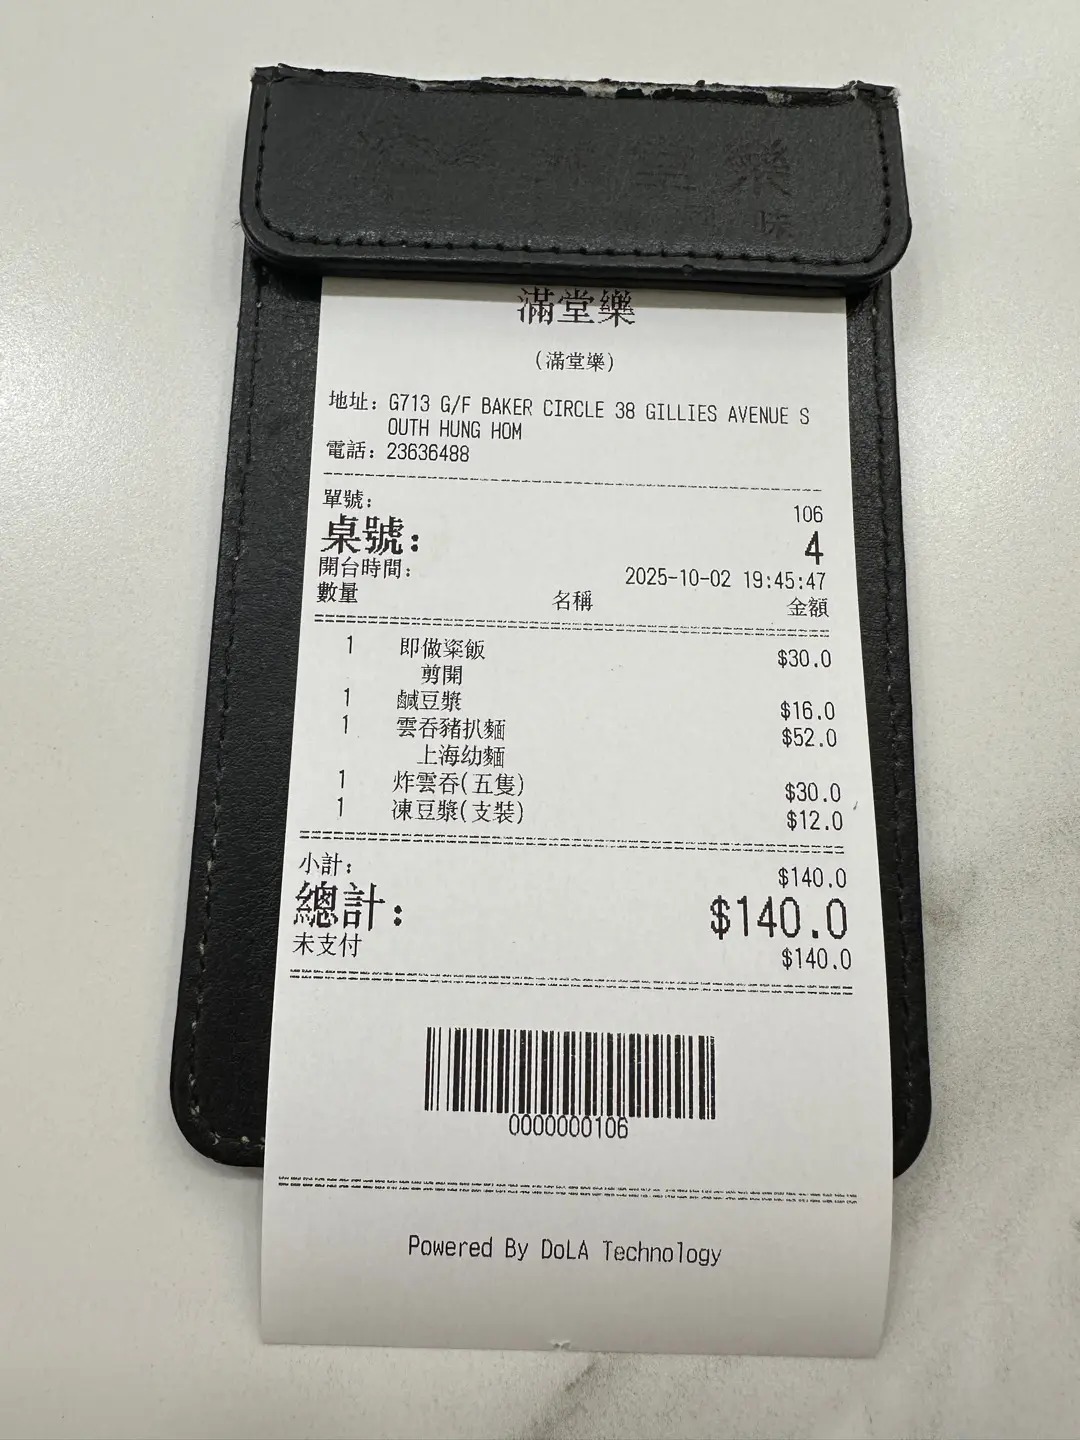 堂樂
味
滿堂樂
(滿堂樂)
地址: G713 G/F BAKER CIRCLE 38 GILLIES AVENUE S
OUTH HUNG HOM
電話: 23636488
單號: 106
桌號: 4
開台時間: 2025-10-02 19:45:47
數量 名稱 金額
1 即做粢飯 $30.0
剪開
1 鹹豆漿 $16.0
1 雲吞豬扒麵 $52.0
上海幼麵
1 炸雲吞(五隻) $30.0
1 凍豆漿(支裝) $12.0
小計: $140.0
總計: $140.0
未支付 $140.0
0000000106
Powered By DoLA Technology